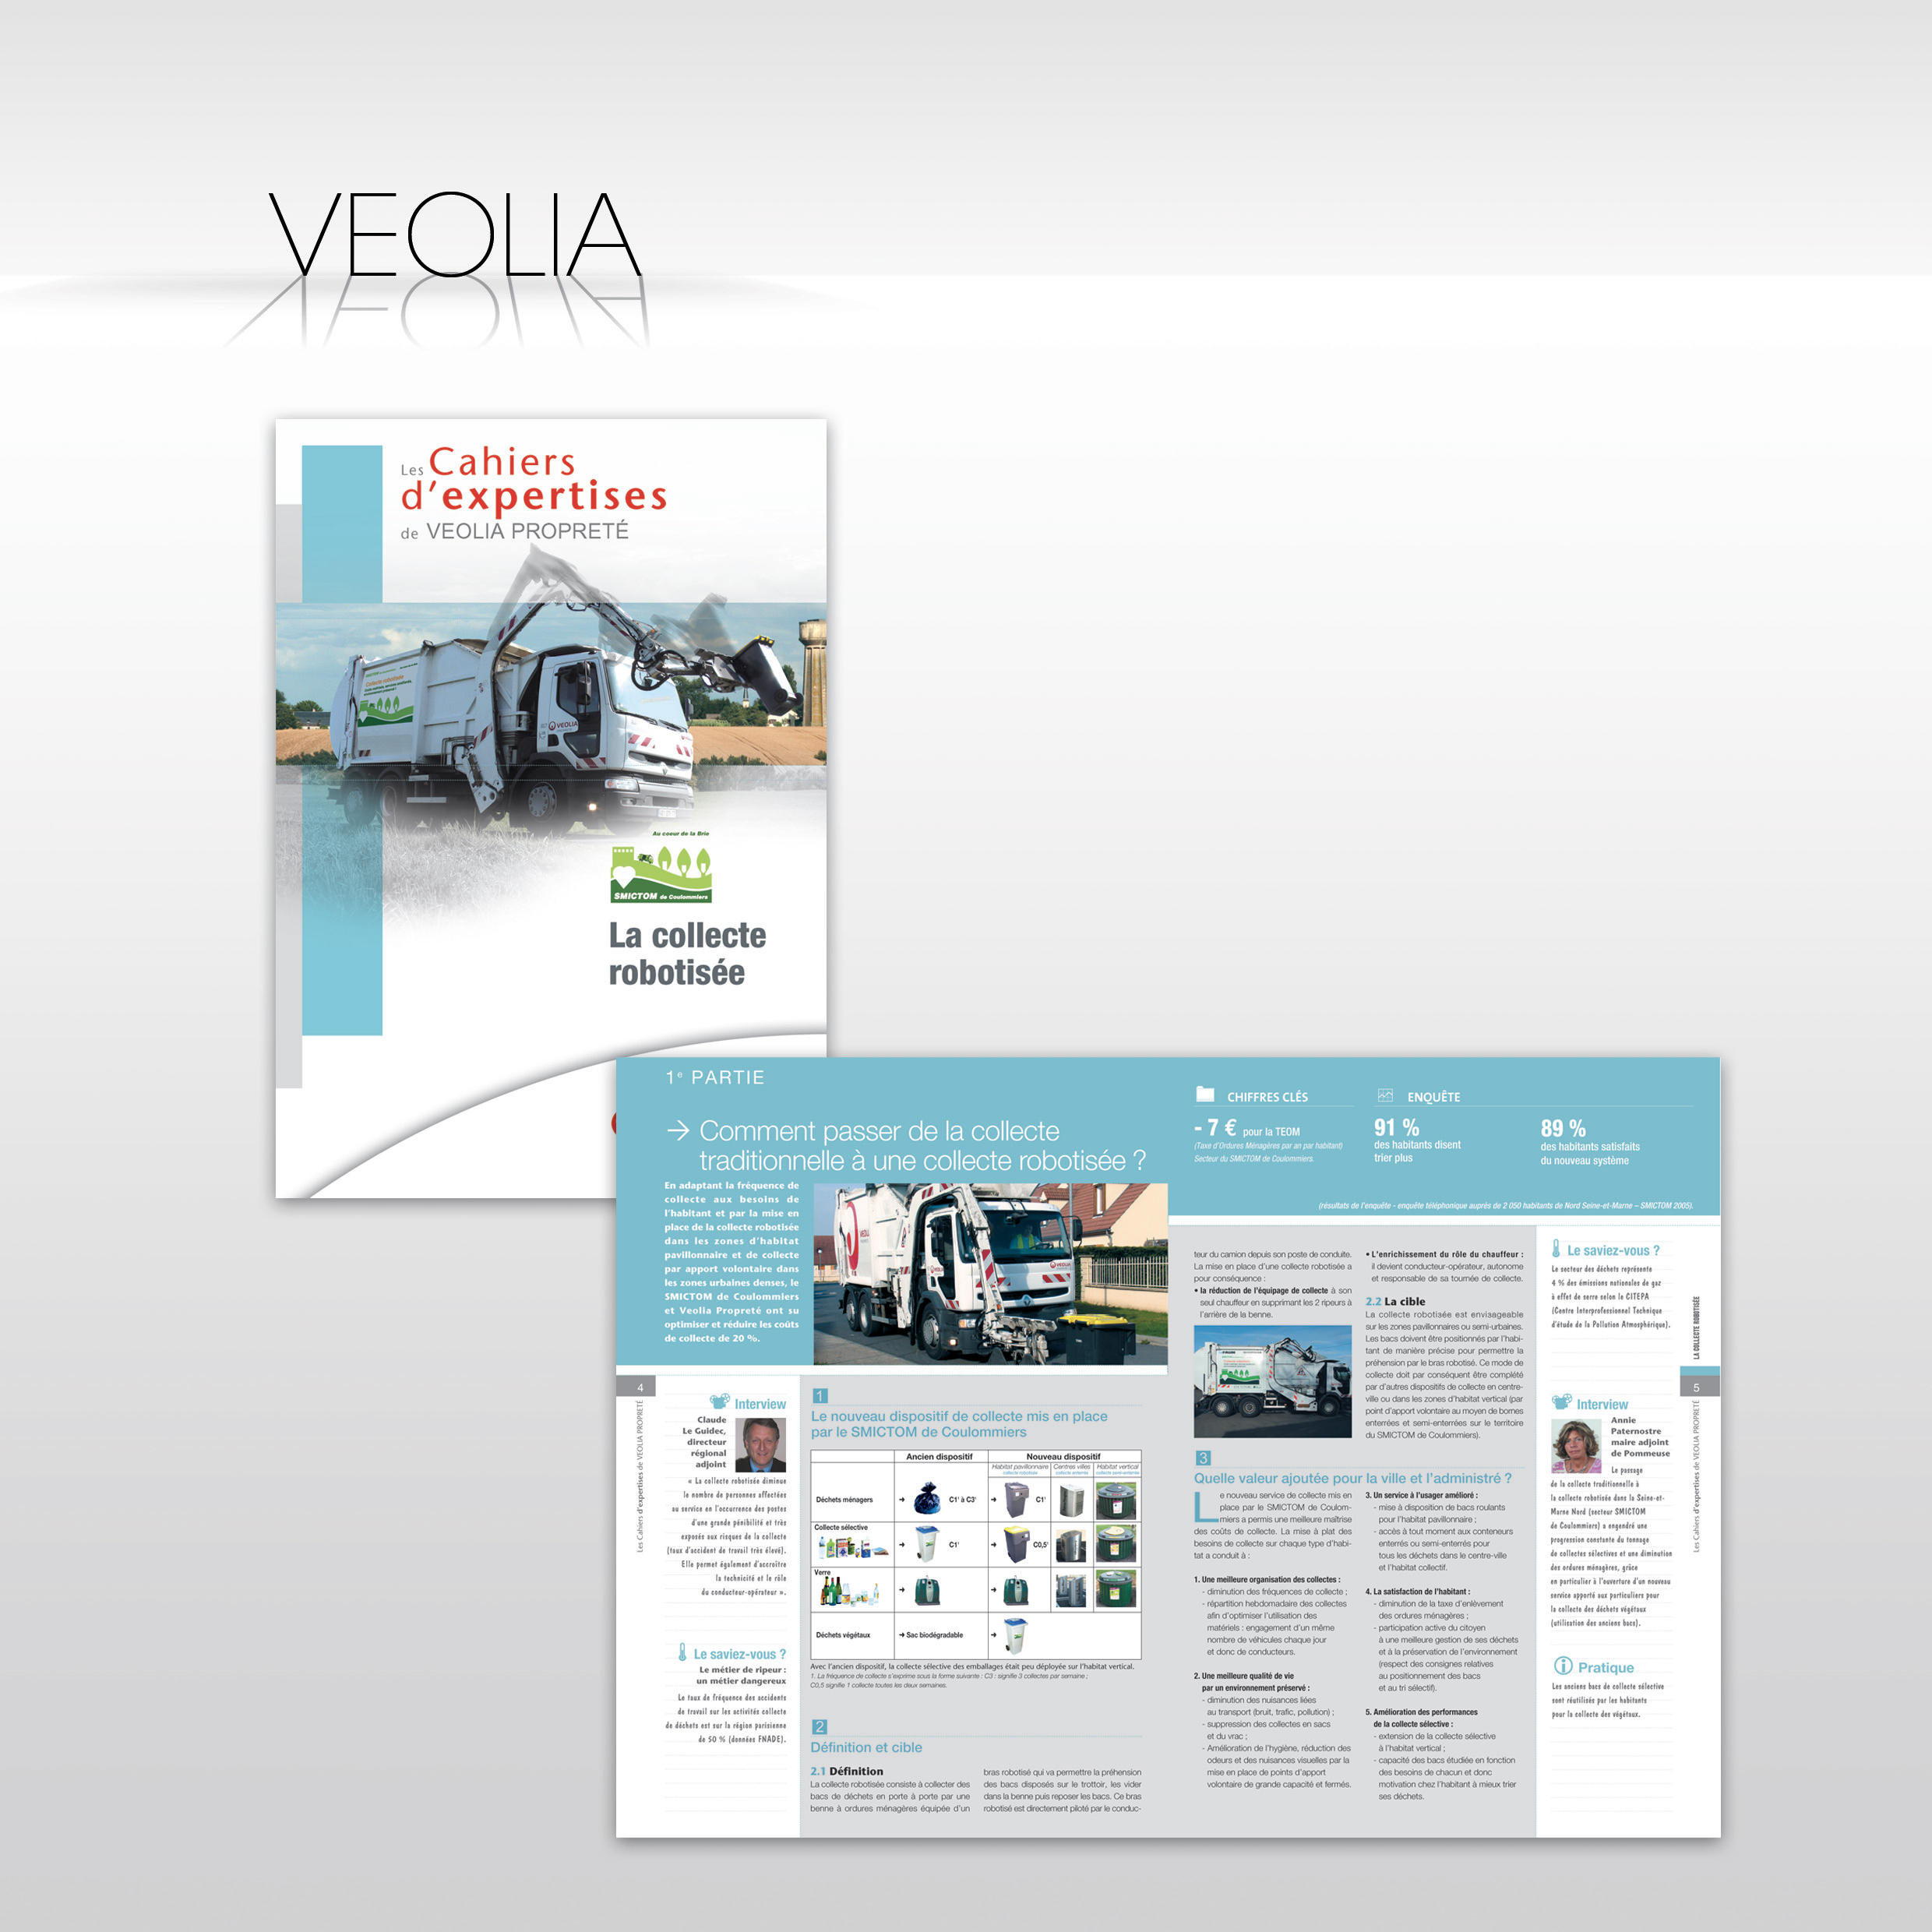 VEOLIA
Les Cahiers
d'expertises
de VEOLIA PROPRETÉ
VEOLIA
Au coeur de la Brie
SMICTOM de Coulommiers
La collecte
robotisée
1e PARTIE
→ Comment passer de la collecte
traditionnelle à une collecte robotisée ?
En adaptant la fréquence de
collecte aux besoins de
l'habitant et par la mise en
place de la collecte robotisée
dans les zones d'habitat
pavillonnaire et de collecte
par apport volontaire dans
les zones urbaines denses, le
SMICTOM de Coulommiers
et Veolia Propreté ont su
optimiser et réduire les coûts
de collecte de 20 %.
CHIFFRES CLÉS
- 7 € pour la TEOM
(Taxe d'Ordures Ménagères par an par habitant)
Secteur du SMICTOM de Coulommiers.
ENQUÊTE
91 %
des habitants disent
trier plus
89 %
des habitants satisfaits
du nouveau système
(résultats de l'enquête - enquête téléphonique auprès de 2 050 habitants de Nord Seine-et-Marne – SMICTOM 2005).
4
Les Cahiers d'expertises de VEOLIA PROPRETÉ
Interview
Claude
Le Guidec,
directeur
régional
adjoint
« La collecte robotisée diminue
le nombre de personnes affectées
au service en l'occurrence des postes
d'une grande pénibilité et très
exposés aux risques de la collecte
(taux d'accident de travail très élevé).
Elle permet également d'accroître
la technicité et le rôle
du conducteur-opérateur ».
Le saviez-vous ?
Le métier de ripeur :
un métier dangereux
Le taux de fréquence des accidents
de travail sur les activités collecte
de déchets est sur la région parisienne
de 50 % (données FNADE).
1
Le nouveau dispositif de collecte mis en place
par le SMICTOM de Coulommiers
Ancien dispositif Nouveau dispositif
Habitat pavillonnaire Centres villes Habitat vertical
collecte robotisée collecte enterrée collecte semi-enterrée
Déchets ménagers → C1¹ à C3¹ → C1¹
Collecte sélective → C1¹ → C0,5¹
Verre → →
Déchets végétaux → Sac biodégradable →
Avec l'ancien dispositif, la collecte sélective des emballages était peu déployée sur l'habitat vertical.
1. La fréquence de collecte s'exprime sous la forme suivante : C3 : signifie 3 collectes par semaine ;
C0,5 signifie 1 collecte toutes les deux semaines.
2
Définition et cible
2.1 Définition
La collecte robotisée consiste à collecter des
bacs de déchets en porte à porte par une
benne à ordures ménagères équipée d'un
bras robotisé qui va permettre la préhension
des bacs disposés sur le trottoir, les vider
dans la benne puis reposer les bacs. Ce bras
robotisé est directement piloté par le conduc-
teur du camion depuis son poste de conduite.
La mise en place d'une collecte robotisée a
pour conséquence :
• la réduction de l'équipage de collecte à son
seul chauffeur en supprimant les 2 ripeurs à
l'arrière de la benne.
• L'enrichissement du rôle du chauffeur :
il devient conducteur-opérateur, autonome
et responsable de sa tournée de collecte.
2.2 La cible
La collecte robotisée est envisageable
sur les zones pavillonnaires ou semi-urbaines.
Les bacs doivent être positionnés par l'habi-
tant de manière précise pour permettre la
préhension par le bras robotisé. Ce mode de
collecte doit par conséquent être complété
par d'autres dispositifs de collecte en centre-
ville ou dans les zones d'habitat vertical (par
point d'apport volontaire au moyen de bornes
enterrées et semi-enterrées sur le territoire
du SMICTOM de Coulommiers).
3
Quelle valeur ajoutée pour la ville et l'administré ?
Le nouveau service de collecte mis en
place par le SMICTOM de Coulom-
miers a permis une meilleure maîtrise
des coûts de collecte. La mise à plat des
besoins de collecte sur chaque type d'habi-
tat a conduit à :
1. Une meilleure organisation des collectes :
- diminution des fréquences de collecte ;
- répartition hebdomadaire des collectes
afin d'optimiser l'utilisation des
matériels : engagement d'un même
nombre de véhicules chaque jour
et donc de conducteurs.
2. Une meilleure qualité de vie
par un environnement préservé :
- diminution des nuisances liées
au transport (bruit, trafic, pollution) ;
- suppression des collectes en sacs
et du vrac ;
- Amélioration de l'hygiène, réduction des
odeurs et des nuisances visuelles par la
mise en place de points d'apport
volontaire de grande capacité et fermés.
3. Un service à l'usager amélioré :
- mise à disposition de bacs roulants
pour l'habitat pavillonnaire ;
- accès à tout moment aux conteneurs
enterrés ou semi-enterrés pour
tous les déchets dans le centre-ville
et l'habitat collectif.
4. La satisfaction de l'habitant :
- diminution de la taxe d'enlèvement
des ordures ménagères ;
- participation active du citoyen
à une meilleure gestion de ses déchets
et à la préservation de l'environnement
(respect des consignes relatives
au positionnement des bacs
et au tri sélectif).
5. Amélioration des performances
de la collecte sélective :
- extension de la collecte sélective
à l'habitat vertical ;
- capacité des bacs étudiée en fonction
des besoins de chacun et donc
motivation chez l'habitant à mieux trier
ses déchets.
Le saviez-vous ?
Le secteur des déchets représente
4 % des émissions nationales de gaz
à effet de serre selon le CITEPA
(Centre Interprofessionnel Technique
d'étude de la Pollution Atmosphérique).
LA COLLECTE ROBOTISÉE
5
Les Cahiers d'expertises de VEOLIA PROPRETÉ
Interview
Annie
Paternostre
maire adjoint
de Pommeuse
Le passage
de la collecte traditionnelle à
la collecte robotisée dans la Seine-et-
Marne Nord (secteur SMICTOM
de Coulommiers) a engendré une
progression constante du tonnage
de collectes sélectives et une diminution
des ordures ménagères, grâce
en particulier à l'ouverture d'un nouveau
service apporté aux particuliers pour
la collecte des déchets végétaux
(utilisation des anciens bacs).
Pratique
Les anciens bacs de collecte sélective
sont réutilisés par les habitants
pour la collecte des végétaux.